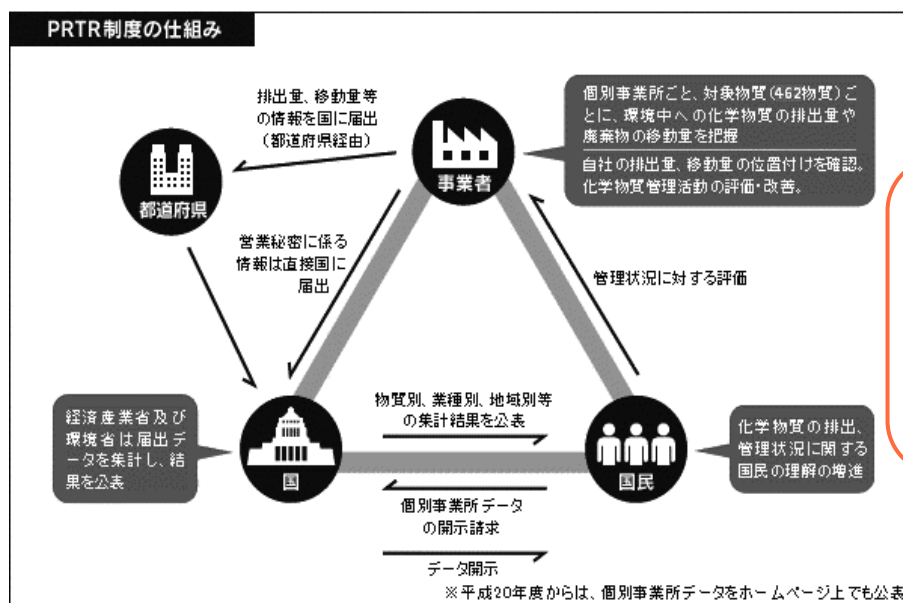 PRTR制度の仕組み
排出量、移動量等
の情報を国に届出
（都道府県経由）
個別事業所ごと、対象物質（462物質）ご
とに、環境中への化学物質の排出量や
廃棄物の移動量を把握
自社の排出量、移動量の位置付けを確認。
化学物質管理活動の評価・改善。
事業者
都道府県
営業秘密に係る
情報は直接国に
届出
管理状況に対する評価
経済産業省及び
環境省は届出デ
ータを集計し、結
果を公表
物質別、業種別、地域別等
の集計結果を公表
化学物質の排出、
管理状況に関する
国民の理解の増進
国
国民
個別事業所データ
の開示請求
データ開示
※平成20年度からは、個別事業所データをホームページ上でも公表